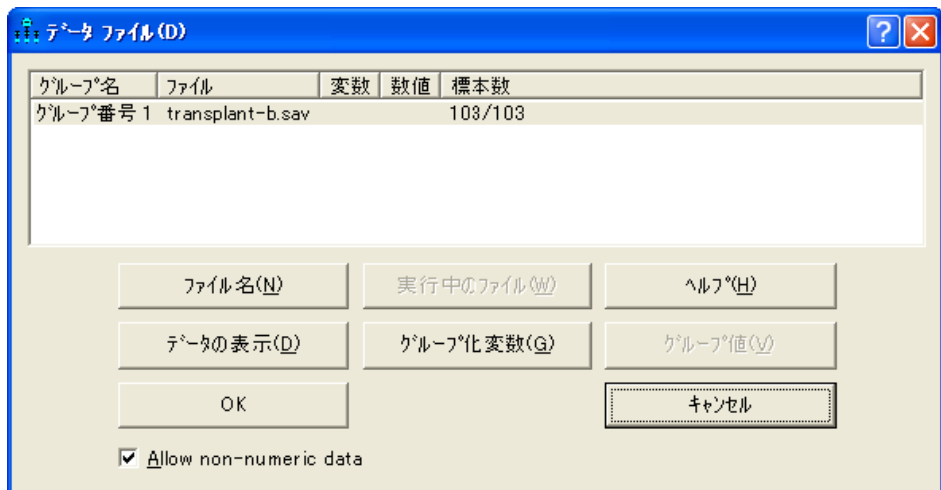 ﾃﾞｰﾀ ﾌｧｲﾙ(D)
ｸﾞﾙｰﾌﾟ名 ﾌｧｲﾙ 変数 数値 標本数
ｸﾞﾙｰﾌﾟ番号 1 transplant-b.sav 103/103
ﾌｧｲﾙ名(N) 実行中のﾌｧｲﾙ(W) ﾍﾙﾌﾟ(H)
ﾃﾞｰﾀの表示(D) ｸﾞﾙｰﾌﾟ化変数(G) ｸﾞﾙｰﾌﾟ値(V)
OK ｷｬﾝｾﾙ
Allow non-numeric data